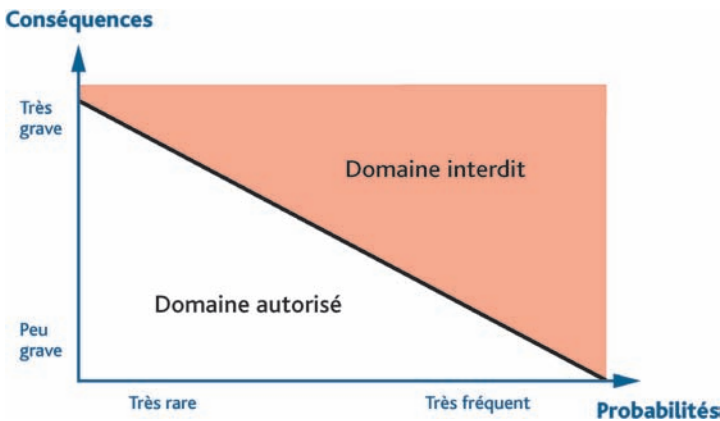 Conséquences
Très
grave
Domaine interdit
Domaine autorisé
Peu
grave
Très rare
Très fréquent
Probabilités